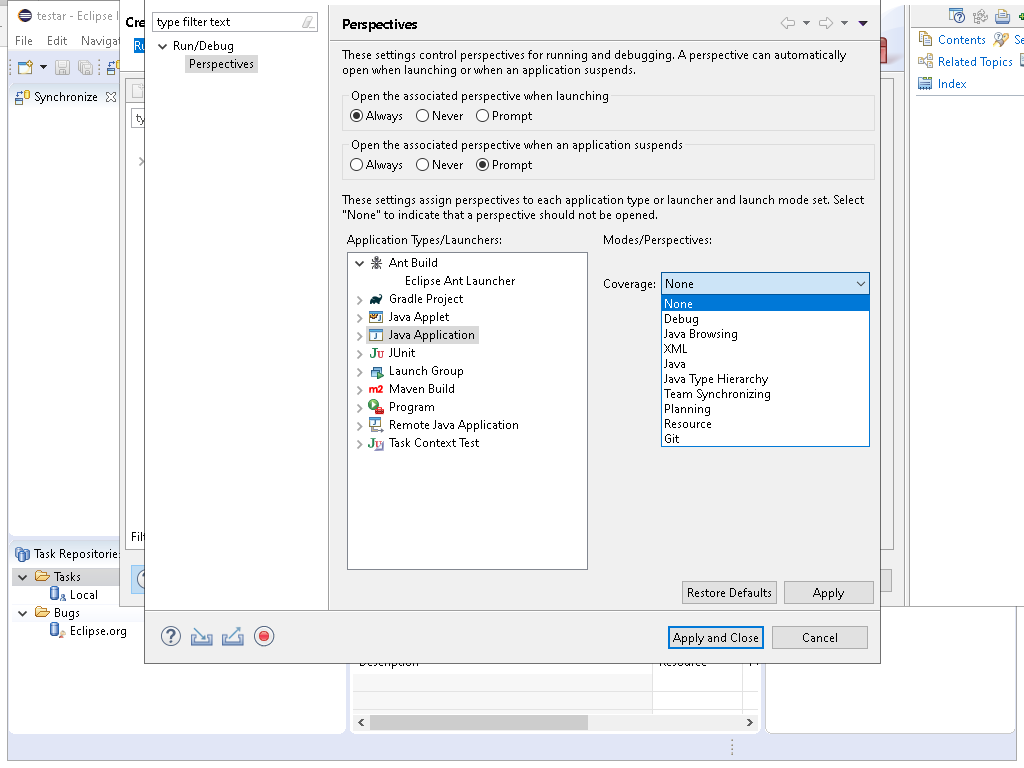 testar - Eclipse I
File Edit Navigat
Synchronize
Task Repositories
Tasks
Local
Bugs
Eclipse.org
Cre
Ru
ty
Filt
type filter text
Run/Debug
Perspectives
Perspectives
These settings control perspectives for running and debugging. A perspective can automatically
open when launching or when an application suspends.
Open the associated perspective when launching
Always Never Prompt
Open the associated perspective when an application suspends
Always Never Prompt
These settings assign perspectives to each application type or launcher and launch mode set. Select
"None" to indicate that a perspective should not be opened.
Application Types/Launchers:
Ant Build
Eclipse Ant Launcher
Gradle Project
Java Applet
Java Application
JUnit
Launch Group
Maven Build
Program
Remote Java Application
Task Context Test
Modes/Perspectives:
Coverage: None
None
Debug
Java Browsing
XML
Java
Java Type Hierarchy
Team Synchronizing
Planning
Resource
Git
Restore Defaults Apply
Apply and Close Cancel
Description Resource
Contents Se
Related Topics
Index